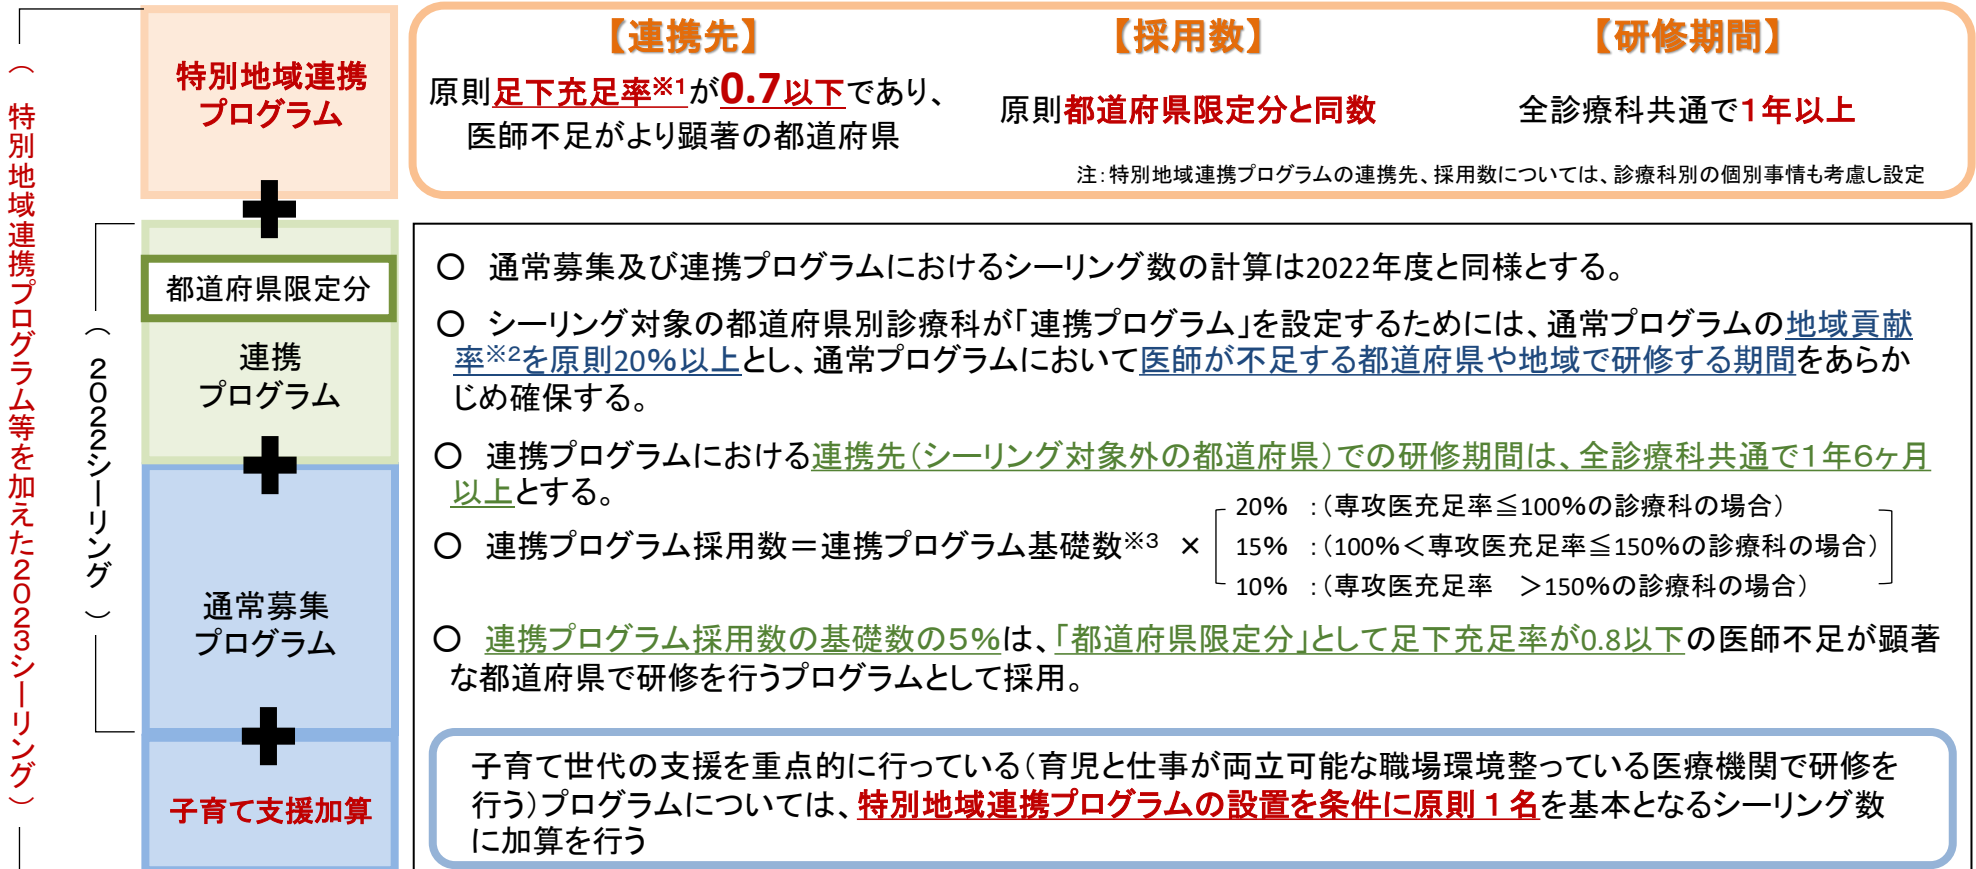 （特別地域連携プログラム等を加えた2023シーリング）
（2022シーリング）
特別地域連携
プログラム
都道府県限定分
連携
プログラム
通常募集
プログラム
子育て支援加算
【連携先】
原則足下充足率※1が0.7以下であり、
医師不足がより顕著の都道府県
【採用数】
原則都道府県限定分と同数
【研修期間】
全診療科共通で１年以上
注：特別地域連携プログラムの連携先、採用数については、診療科別の個別事情も考慮し設定
○　通常募集及び連携プログラムにおけるシーリング数の計算は2022年度と同様とする。
○　シーリング対象の都道府県別診療科が「連携プログラム」を設定するためには、通常プログラムの地域貢献
率※2を原則20%以上とし、通常プログラムにおいて医師が不足する都道府県や地域で研修する期間をあらか
じめ確保する。
○　連携プログラムにおける連携先（シーリング対象外の都道府県）での研修期間は、全診療科共通で１年６ヶ月
以上とする。
○　連携プログラム採用数＝連携プログラム基礎数※3　×
20%　：（専攻医充足率≦100%の診療科の場合）
15%　：（100%＜専攻医充足率≦150%の診療科の場合）
10%　：（専攻医充足率　＞150%の診療科の場合）
○　連携プログラム採用数の基礎数の５％は、「都道府県限定分」として足下充足率が0.8以下の医師不足が顕著
な都道府県で研修を行うプログラムとして採用。
子育て世代の支援を重点的に行っている（育児と仕事が両立可能な職場環境整っている医療機関で研修を
行う）プログラムについては、特別地域連携プログラムの設置を条件に原則１名を基本となるシーリング数
に加算を行う